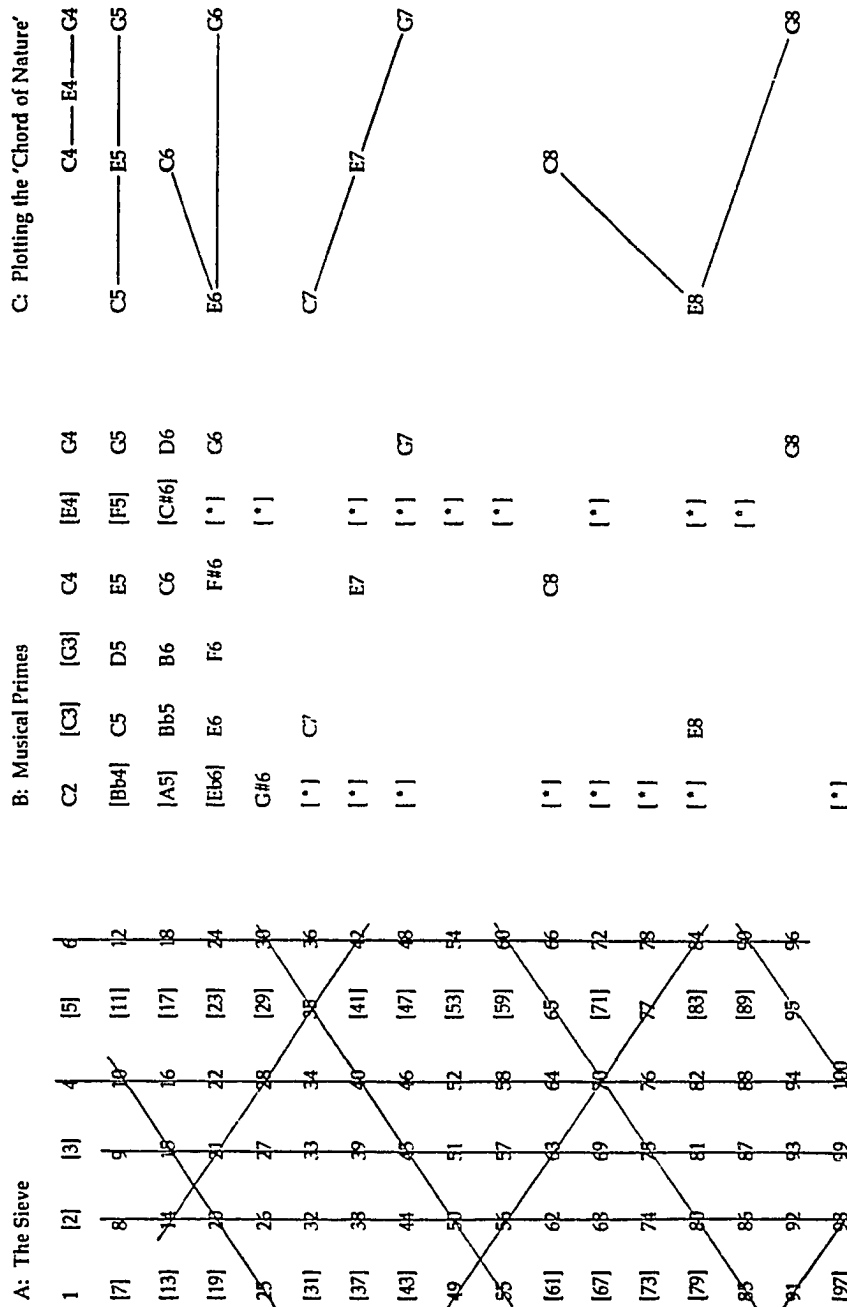 A: The Sieve
1 [2] [3] 4 [5] 6
[7] 8 9 10 [11] 12
[13] 14 15 16 [17] 18
[19] 20 21 22 [23] 24
25 26 27 28 [29] 30
[31] 32 33 34 35 36
[37] 38 39 40 [41] 42
[43] 44 45 46 [47] 48
49 50 51 52 [53] 54
55 56 57 58 [59] 60
[61] 62 63 64 65 66
[67] 68 69 70 [71] 72
[73] 74 75 76 77 78
[79] 80 81 82 [83] 84
85 86 87 88 [89] 90
91 92 93 94 95 96
[97] 98 99 100
B: Musical Primes
C2 [C3] [G3] C4 [E4] G4
[Bb4] C5 D5 E5 [F5] G5
[A5] Bb5 B6 C6 [C#6] D6
[Eb6] E6 F6 F#6 [*] G6
G#6 [*]
[*] C7
[*] E7 [*]
[*] [*] G7
[*]
[*]
[*] C8
[*] [*]
[*]
[*] E8 [*]
[*]
G8
[*]
C: Plotting the 'Chord of Nature'
C4 E4 G4
C5 E5 G5
C6
E6 G6
C7
E7
G7
C8
E8
G8